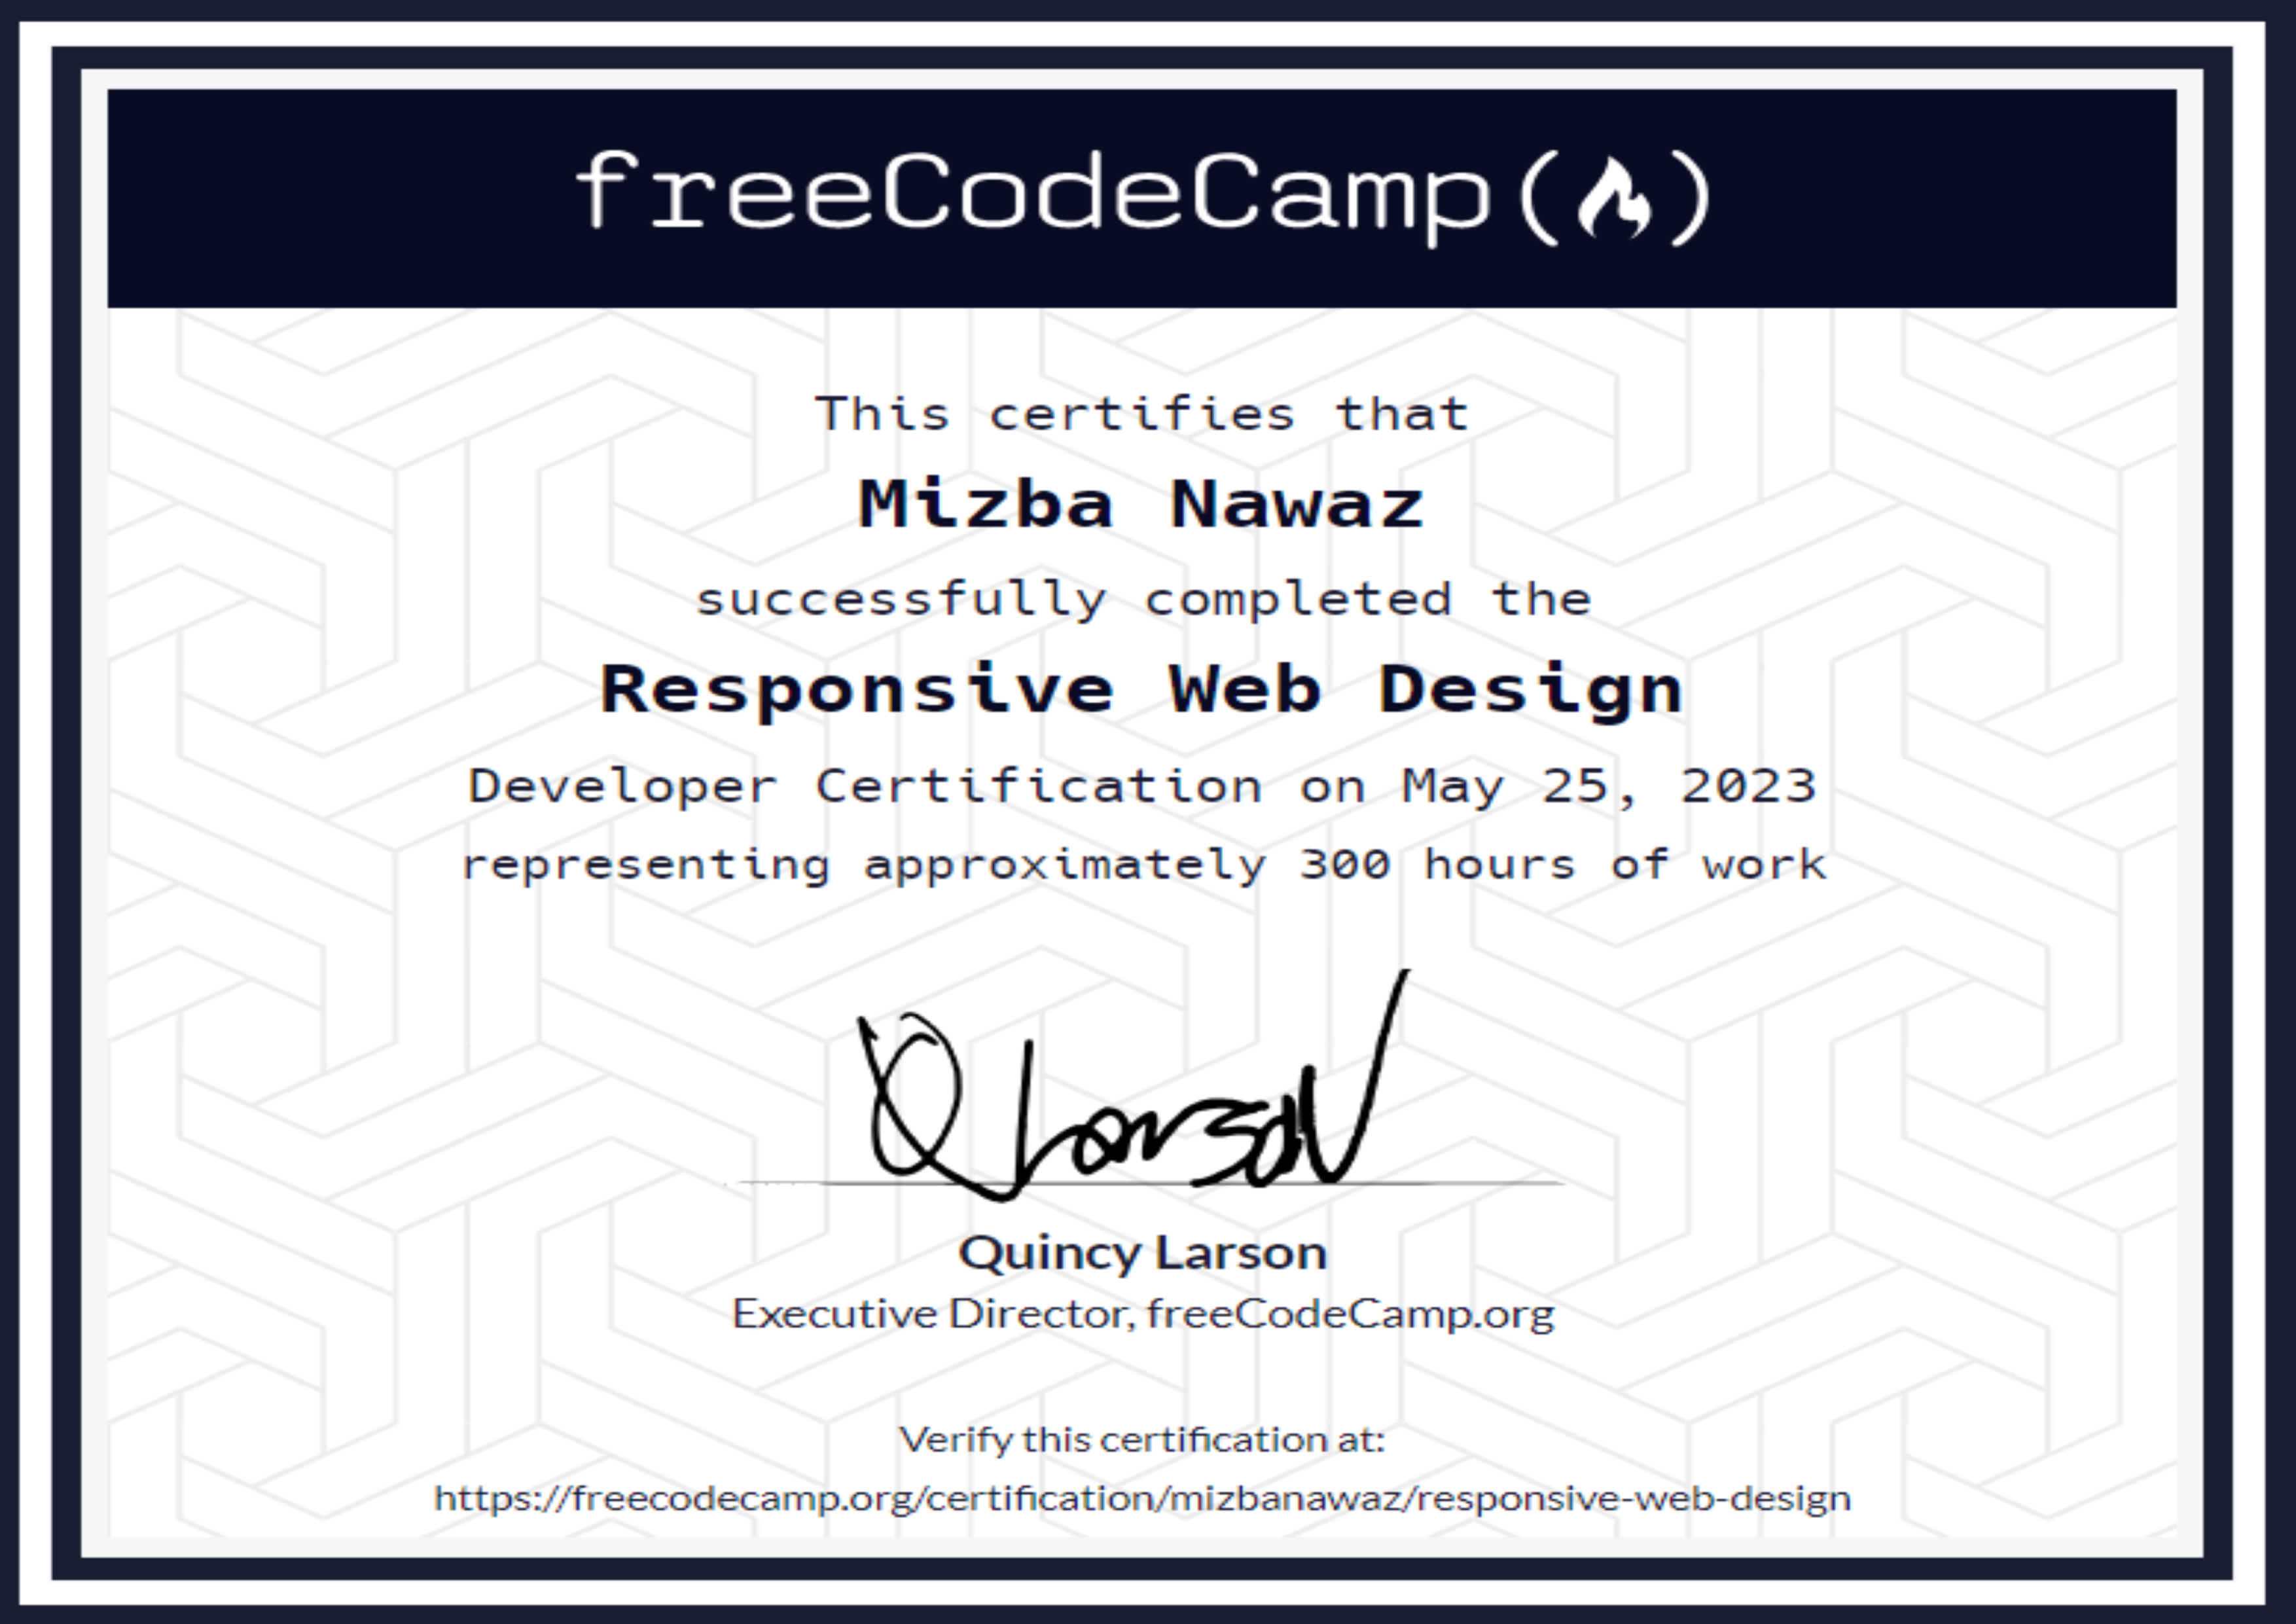 freeCodeCamp(🔥)
This certifies that
Mizba Nawaz
successfully completed the
Responsive Web Design
Developer Certification on May 25, 2023
representing approximately 300 hours of work
Q Larson
Quincy Larson
Executive Director, freeCodeCamp.org
Verify this certification at:
https://freecodecamp.org/certification/mizbanawaz/responsive-web-design